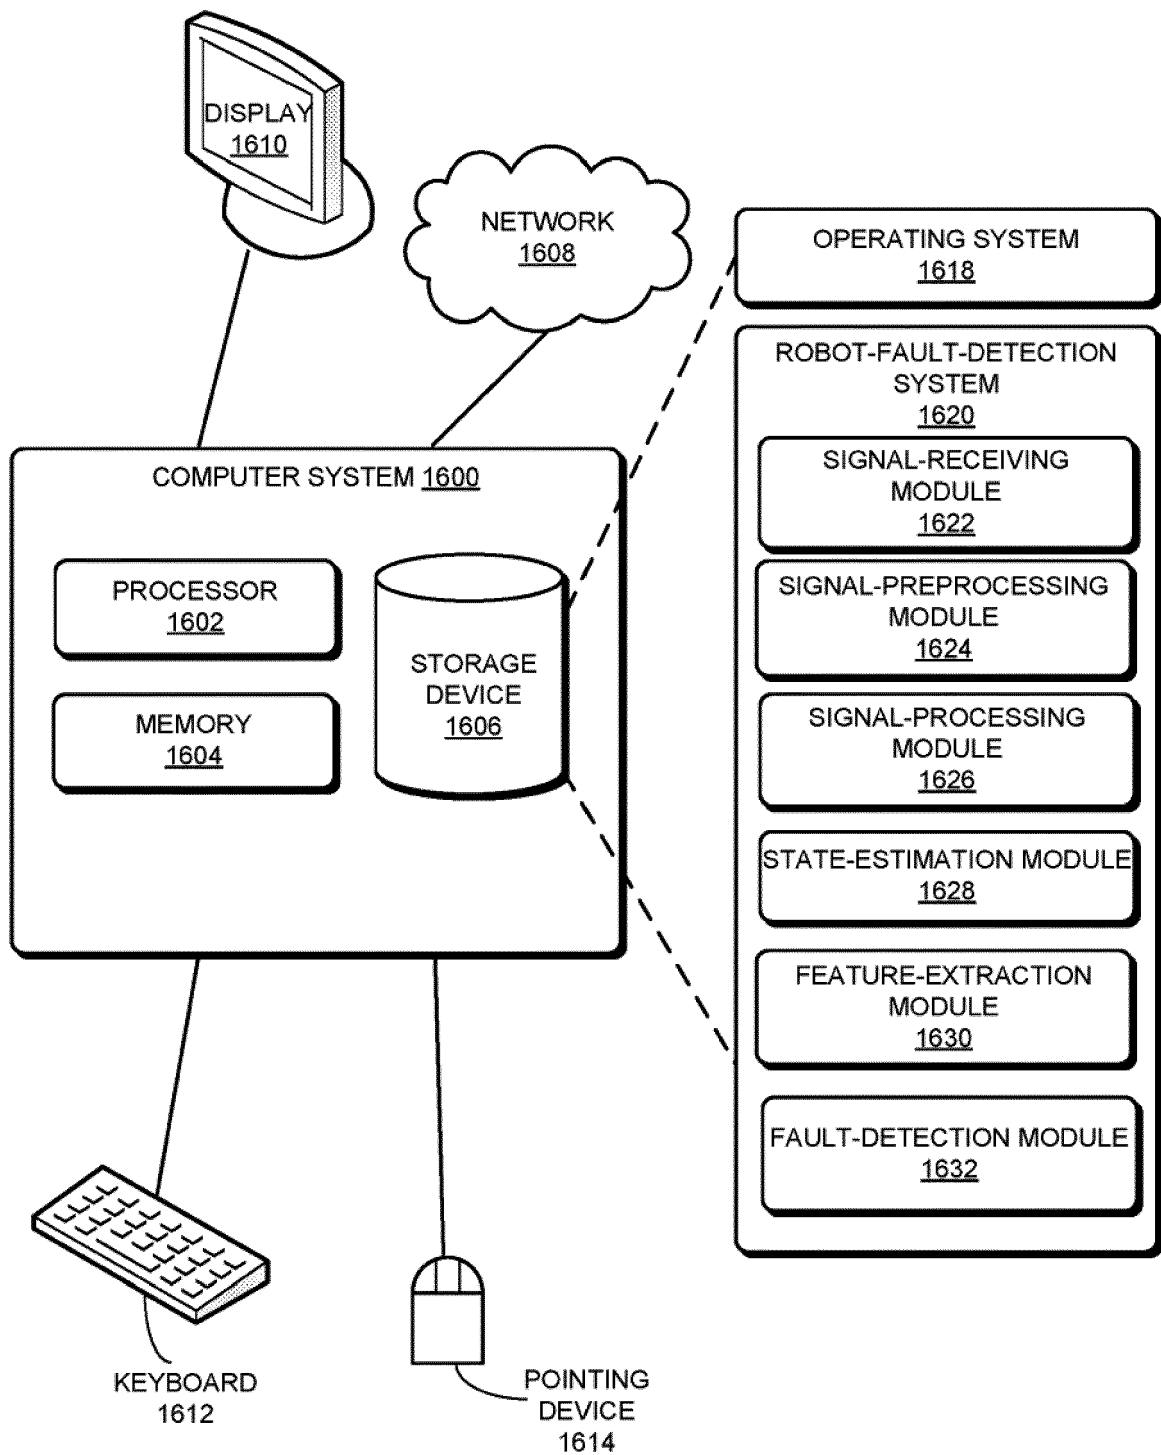 DISPLAY
1610
NETWORK
1608
OPERATING SYSTEM
1618
ROBOT-FAULT-DETECTION
SYSTEM
1620
SIGNAL-RECEIVING
MODULE
1622
SIGNAL-PREPROCESSING
MODULE
1624
SIGNAL-PROCESSING
MODULE
1626
STATE-ESTIMATION MODULE
1628
FEATURE-EXTRACTION
MODULE
1630
FAULT-DETECTION MODULE
1632
COMPUTER SYSTEM 1600
PROCESSOR
1602
MEMORY
1604
STORAGE
DEVICE
1606
KEYBOARD
1612
POINTING
DEVICE
1614